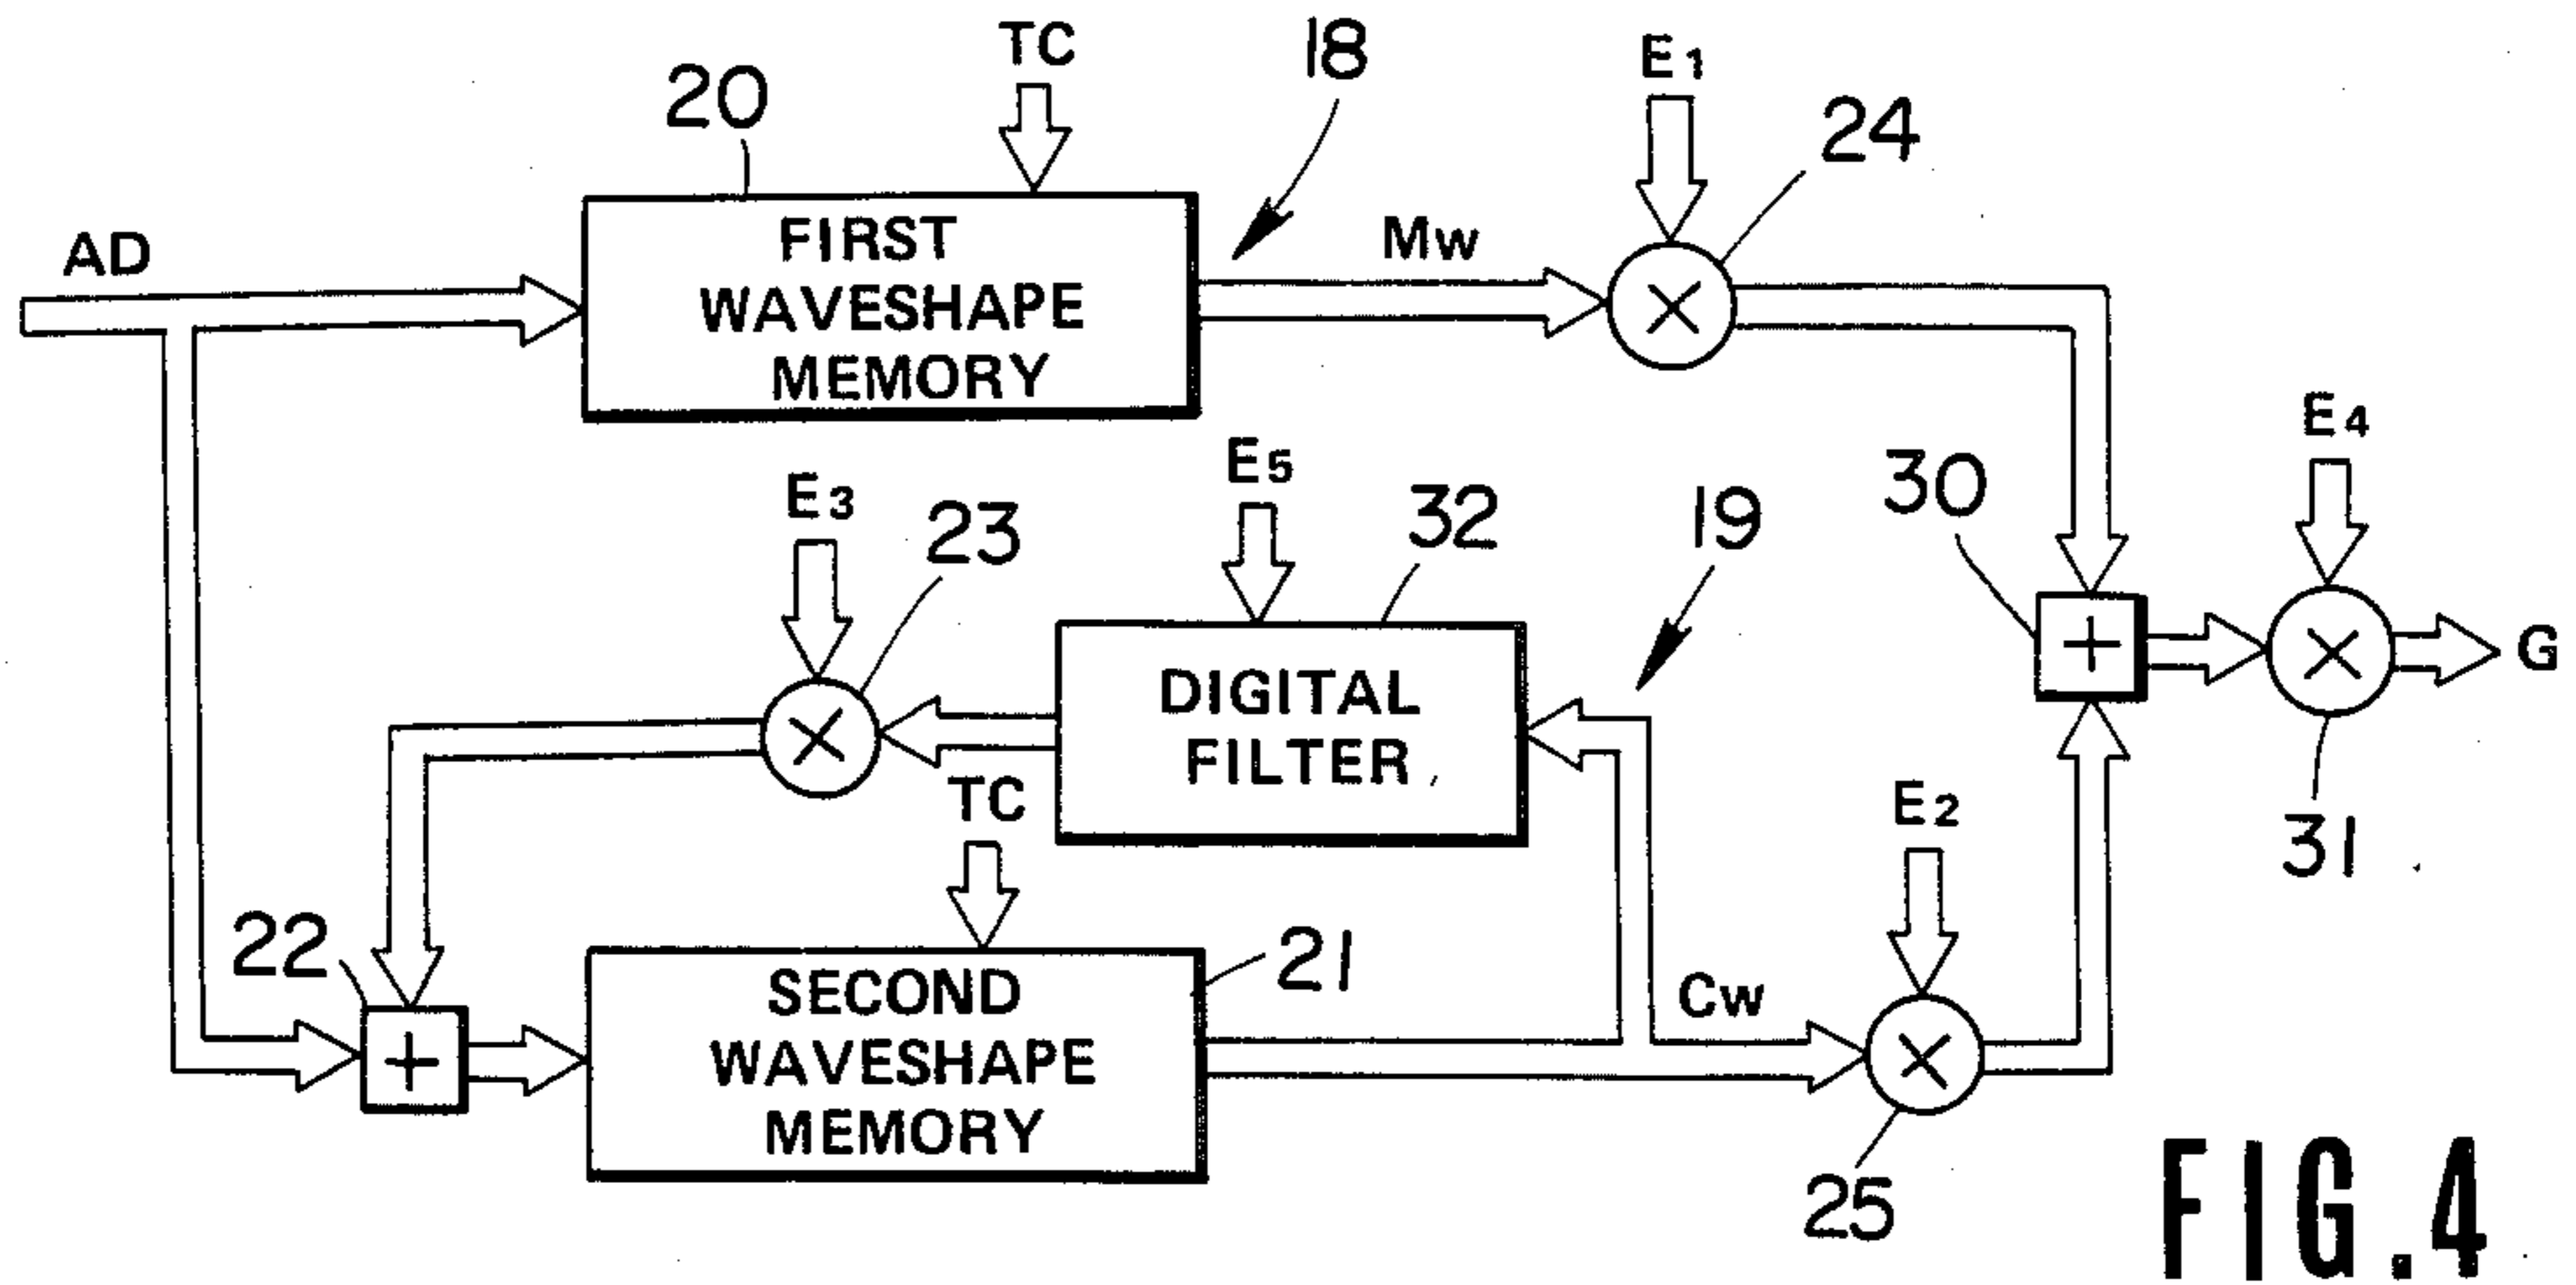 TC
18
E1
20
24
AD
FIRST
WAVESHAPE
MEMORY
Mw
×
E4
E5
E3
23
32
19
30
DIGITAL
FILTER
×
+
×
G
TC
E2
31
22
SECOND
WAVESHAPE
MEMORY
21
Cw
+
×
25
FIG.4